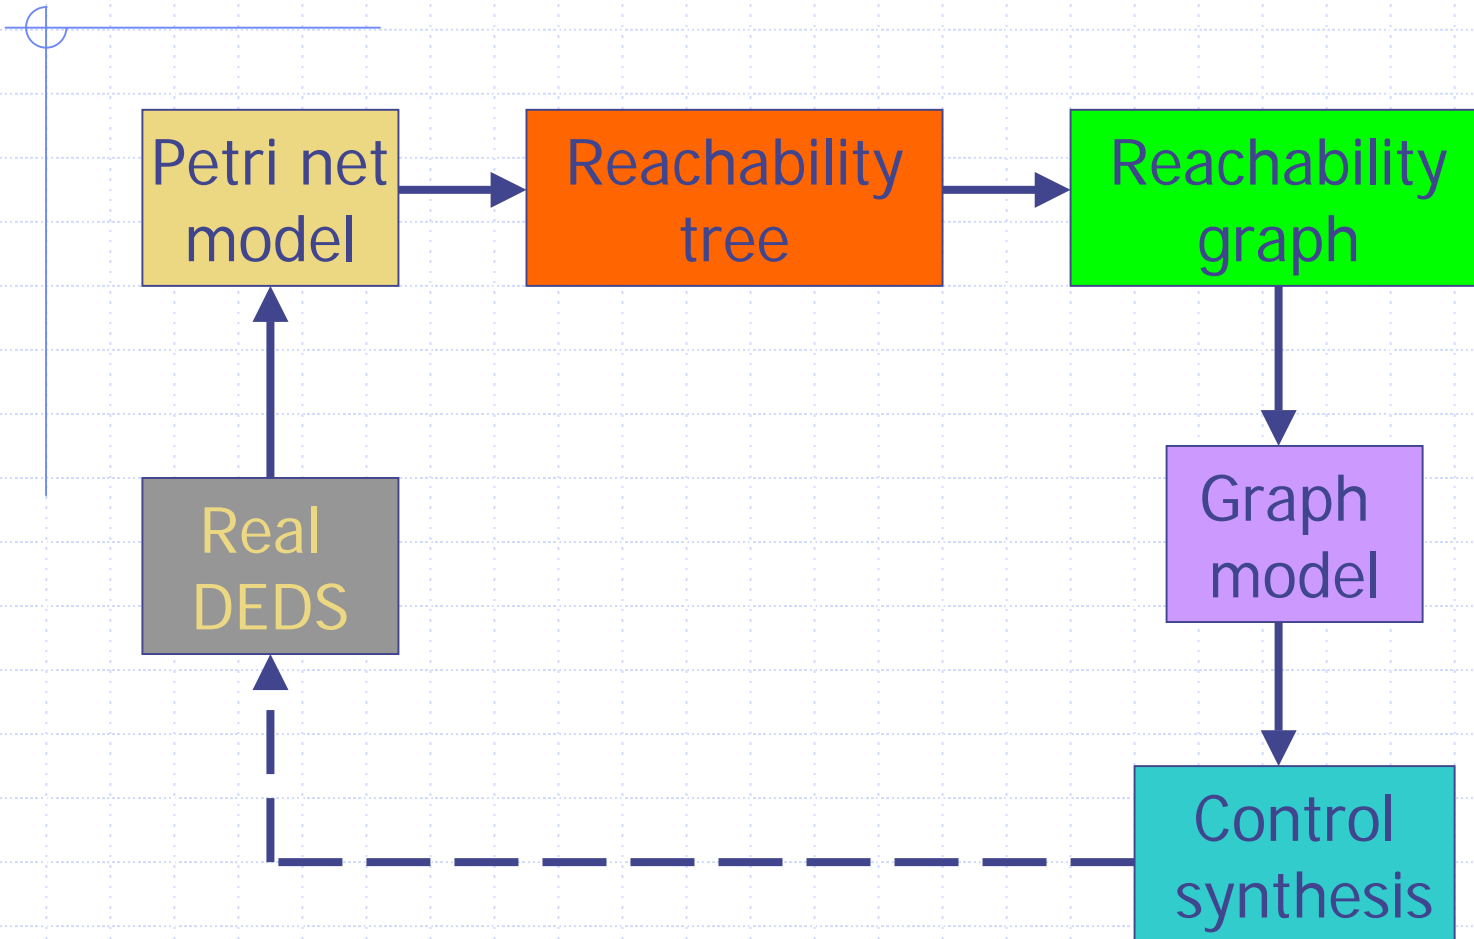 Petri net
model
Reachability
tree
Reachability
graph
Graph
model
Real
DEDS
Control
synthesis